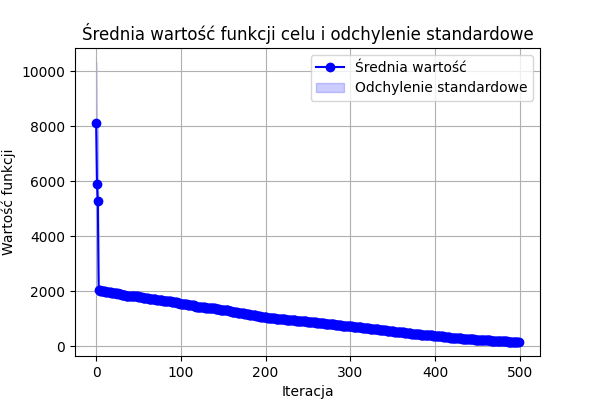 Średnia wartość funkcji celu i odchylenie standardowe
Średnia wartość
Odchylenie standardowe
Wartość funkcji
10000
8000
6000
4000
2000
0
0 100 200 300 400 500
Iteracja